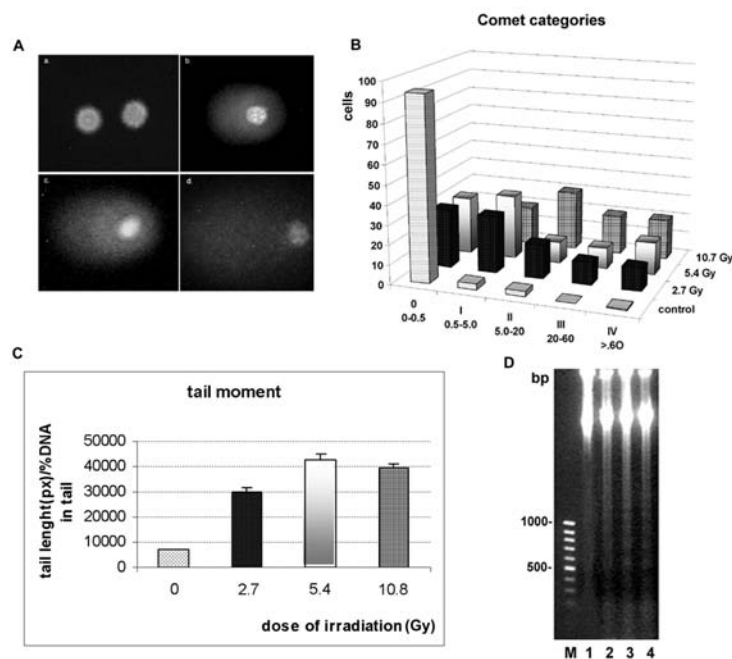 A
a.
b.
c.
d.
Comet categories
B
cells
100
90
80
70
60
50
40
30
20
10
0
0
0-0.5
I
0.5-5.0
II
5.0-20
III
20-60
IV
>.6O
10.7 Gy
5.4 Gy
2.7 Gy
control
C
tail moment
tail lenght(px)/%DNA
in tail
50000
40000
30000
20000
10000
0
0 2.7 5.4 10.8
dose of irradiation (Gy)
D
bp
1000-
500-
M 1 2 3 4